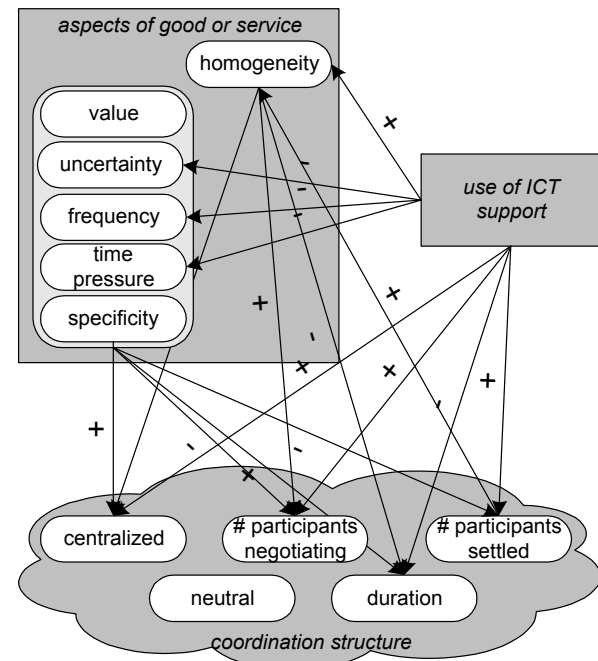 aspects of good or service
homogeneity
value
uncertainty
frequency
time
pressure
specificity
use of ICT
support
+
-
-
-
+
+
-
+
+
+
-
+
-
-
+
centralized
# participants
negotiating
# participants
settled
neutral
duration
coordination structure